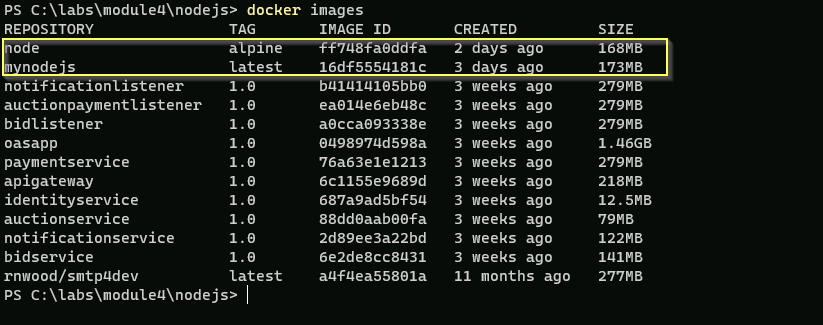 PS C:\labs\module4\nodejs> docker images
REPOSITORY TAG IMAGE ID CREATED SIZE
node alpine ff748fa0ddfa 2 days ago 168MB
mynodejs latest 16df5554181c 3 days ago 173MB
notificationlistener 1.0 b41414105bb0 3 weeks ago 279MB
auctionpaymentlistener 1.0 ea014e6eb48c 3 weeks ago 279MB
bidlistener 1.0 a0cca093338e 3 weeks ago 279MB
oasapp 1.0 0498974d598a 3 weeks ago 1.46GB
paymentservice 1.0 76a63e1e1213 3 weeks ago 279MB
apigateway 1.0 6c1155e9689d 3 weeks ago 218MB
identityservice 1.0 687a9ad5bf54 3 weeks ago 12.5MB
auctionservice 1.0 88dd0aab00fa 3 weeks ago 79MB
notificationservice 1.0 2d89ee3a22bd 3 weeks ago 122MB
bidservice 1.0 6e2de8cc8431 3 weeks ago 141MB
rnwood/smtp4dev latest a4f4ea55801a 11 months ago 277MB
PS C:\labs\module4\nodejs>